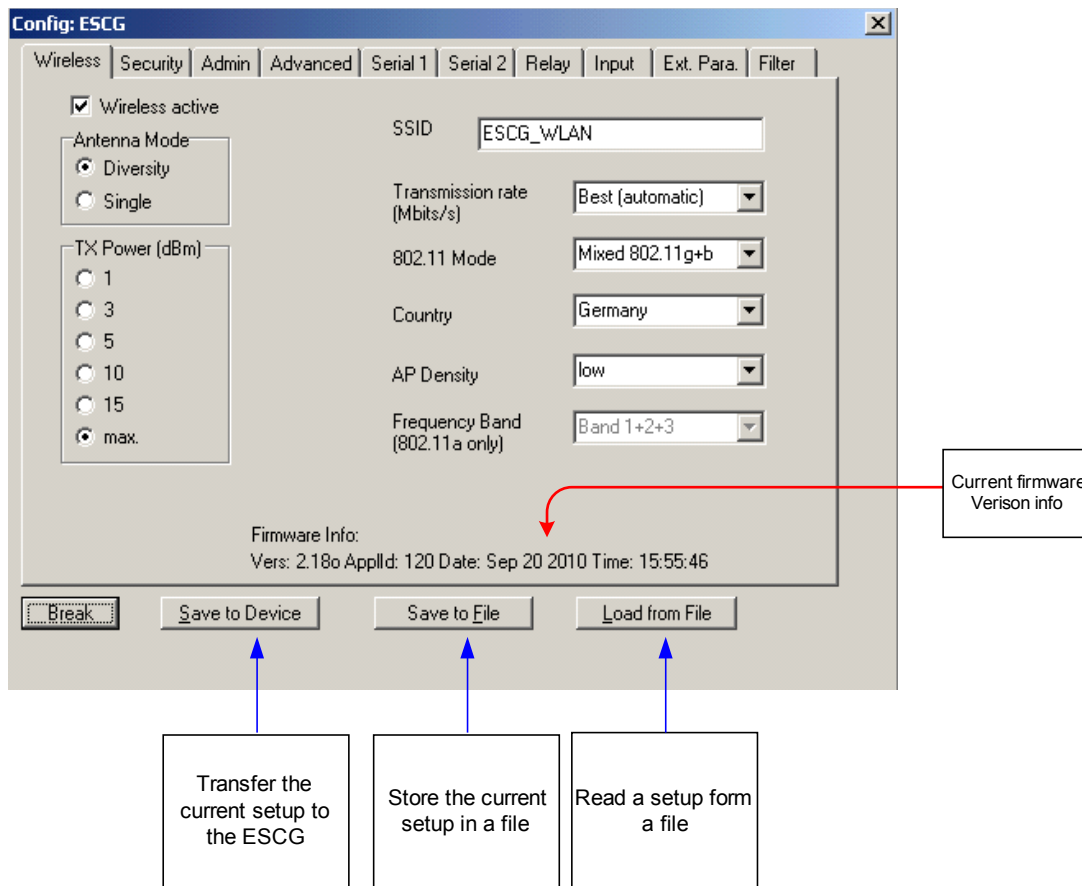 Config: ESCG
Wireless Security Admin Advanced Serial 1 Serial 2 Relay Input Ext. Para. Filter
Wireless active
Antenna Mode
Diversity
Single
TX Power (dBm)
1
3
5
10
15
max.
SSID ESCG_WLAN
Transmission rate
(Mbits/s)
Best (automatic)
802.11 Mode Mixed 802.11g+b
Country Germany
AP Density low
Frequency Band
(802.11a only)
Band 1+2+3
Firmware Info:
Vers: 2.18o ApplId: 120 Date: Sep 20 2010 Time: 15:55:46
Current firmware
Verison info
Break Save to Device Save to File Load from File
Transfer the
current setup to
the ESCG
Store the current
setup in a file
Read a setup form
a file